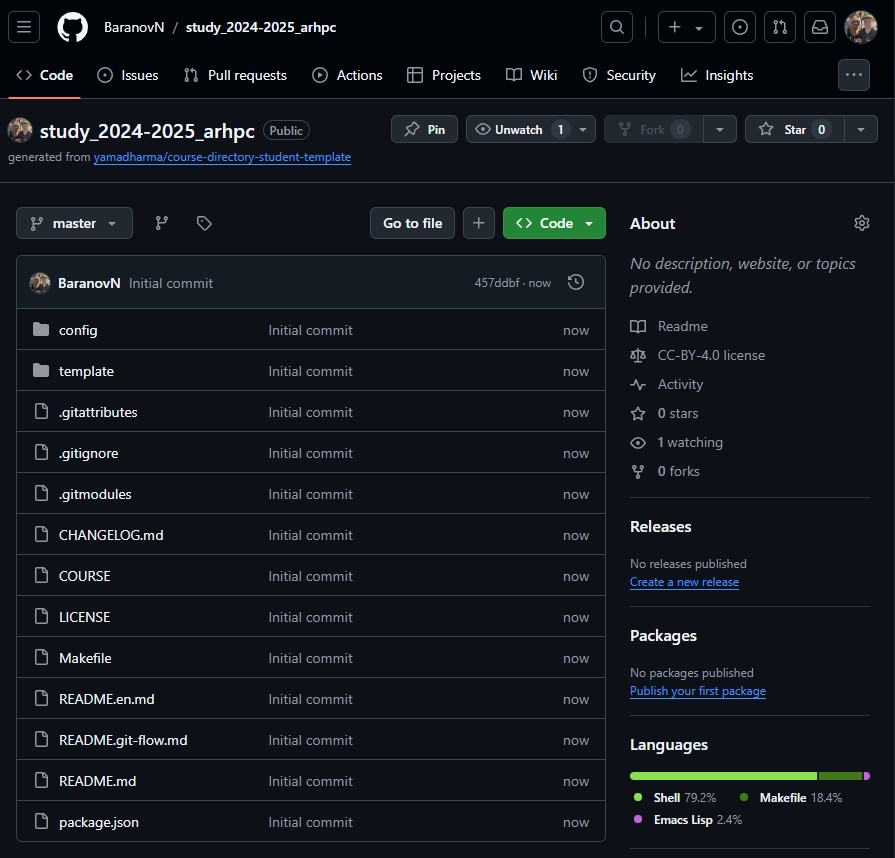 BaranovN / study_2024-2025_arhpc
Code Issues Pull requests Actions Projects Wiki Security Insights
study_2024-2025_arhpc Public
Pin Unwatch 1 Fork 0 Star 0
generated from yamadharma/course-directory-student-template
master Go to file Code
BaranovN Initial commit 457ddbf · now
config Initial commit now
template Initial commit now
.gitattributes Initial commit now
.gitignore Initial commit now
.gitmodules Initial commit now
CHANGELOG.md Initial commit now
COURSE Initial commit now
LICENSE Initial commit now
Makefile Initial commit now
README.en.md Initial commit now
README.git-flow.md Initial commit now
README.md Initial commit now
package.json Initial commit now
About
No description, website, or topics
provided.
Readme
CC-BY-4.0 license
Activity
0 stars
1 watching
0 forks
Releases
No releases published
Create a new release
Packages
No packages published
Publish your first package
Languages
Shell 79.2% Makefile 18.4%
Emacs Lisp 2.4%